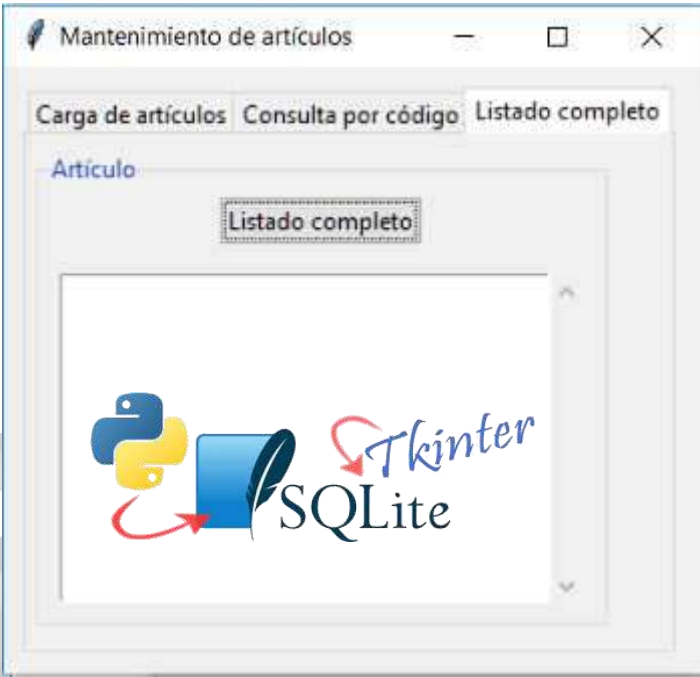 Mantenimiento de artículos
Carga de artículos Consulta por código Listado completo
Artículo
Listado completo
Tkinter
SQLite